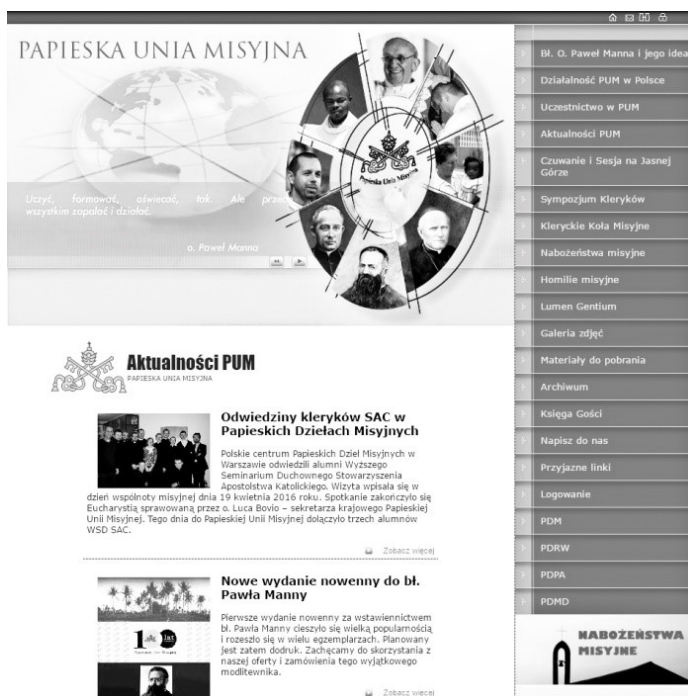 PAPIESKA UNIA MISYJNA
Uczyć, formować, oświecać, tak... Ale przede
wszystkim zapalać i działać.
o. Paweł Manna
Papieska Unia Misyjna
Aktualności PUM
PAPIESKA UNIA MISYJNA
Odwiedziny kleryków SAC w
Papieskich Dziełach Misyjnych
Polskie centrum Papieskich Dzieł Misyjnych w
Warszawie odwiedzili alumni Wyższego
Seminarium Duchownego Stowarzyszenia
Apostolstwa Katolickiego. Wizyta wpisała się w
dzień wspólnoty misyjnej dnia 19 kwietnia 2016 roku. Spotkanie zakończyło się
Eucharystią sprawowaną przez o. Luca Bovio – sekretarza krajowego Papieskiej
Unii Misyjnej. Tego dnia do Papieskiej Unii Misyjnej dołączyło trzech alumnów
WSD SAC.
Zobacz więcej
Nowe wydanie nowenny do bł.
Pawła Manny
Pierwsze wydanie nowenny za wstawiennictwem
bł. Pawła Manny cieszyło się wielką popularnością
i rozeszło się w wielu egzemplarzach. Planowany
jest zatem dodruk. Zachęcamy do skorzystania z
naszej oferty i zamówienia tego wyjątkowego
modlitewnika.
Zobacz więcej
100 lat
Bł. O. Paweł Manna i jego idea
Działalność PUM w Polsce
Uczestnictwo w PUM
Aktualności PUM
Czuwanie i Sesja na Jasnej
Górze
Sympozjum Kleryków
Kleryckie Koła Misyjne
Nabożeństwa misyjne
Homilie misyjne
Lumen Gentium
Galeria zdjęć
Materiały do pobrania
Archiwum
Księga Gości
Napisz do nas
Przyjazne linki
Logowanie
PDM
PDRW
PDPA
PDMD
NABOŻEŃSTWA
MISYJNE